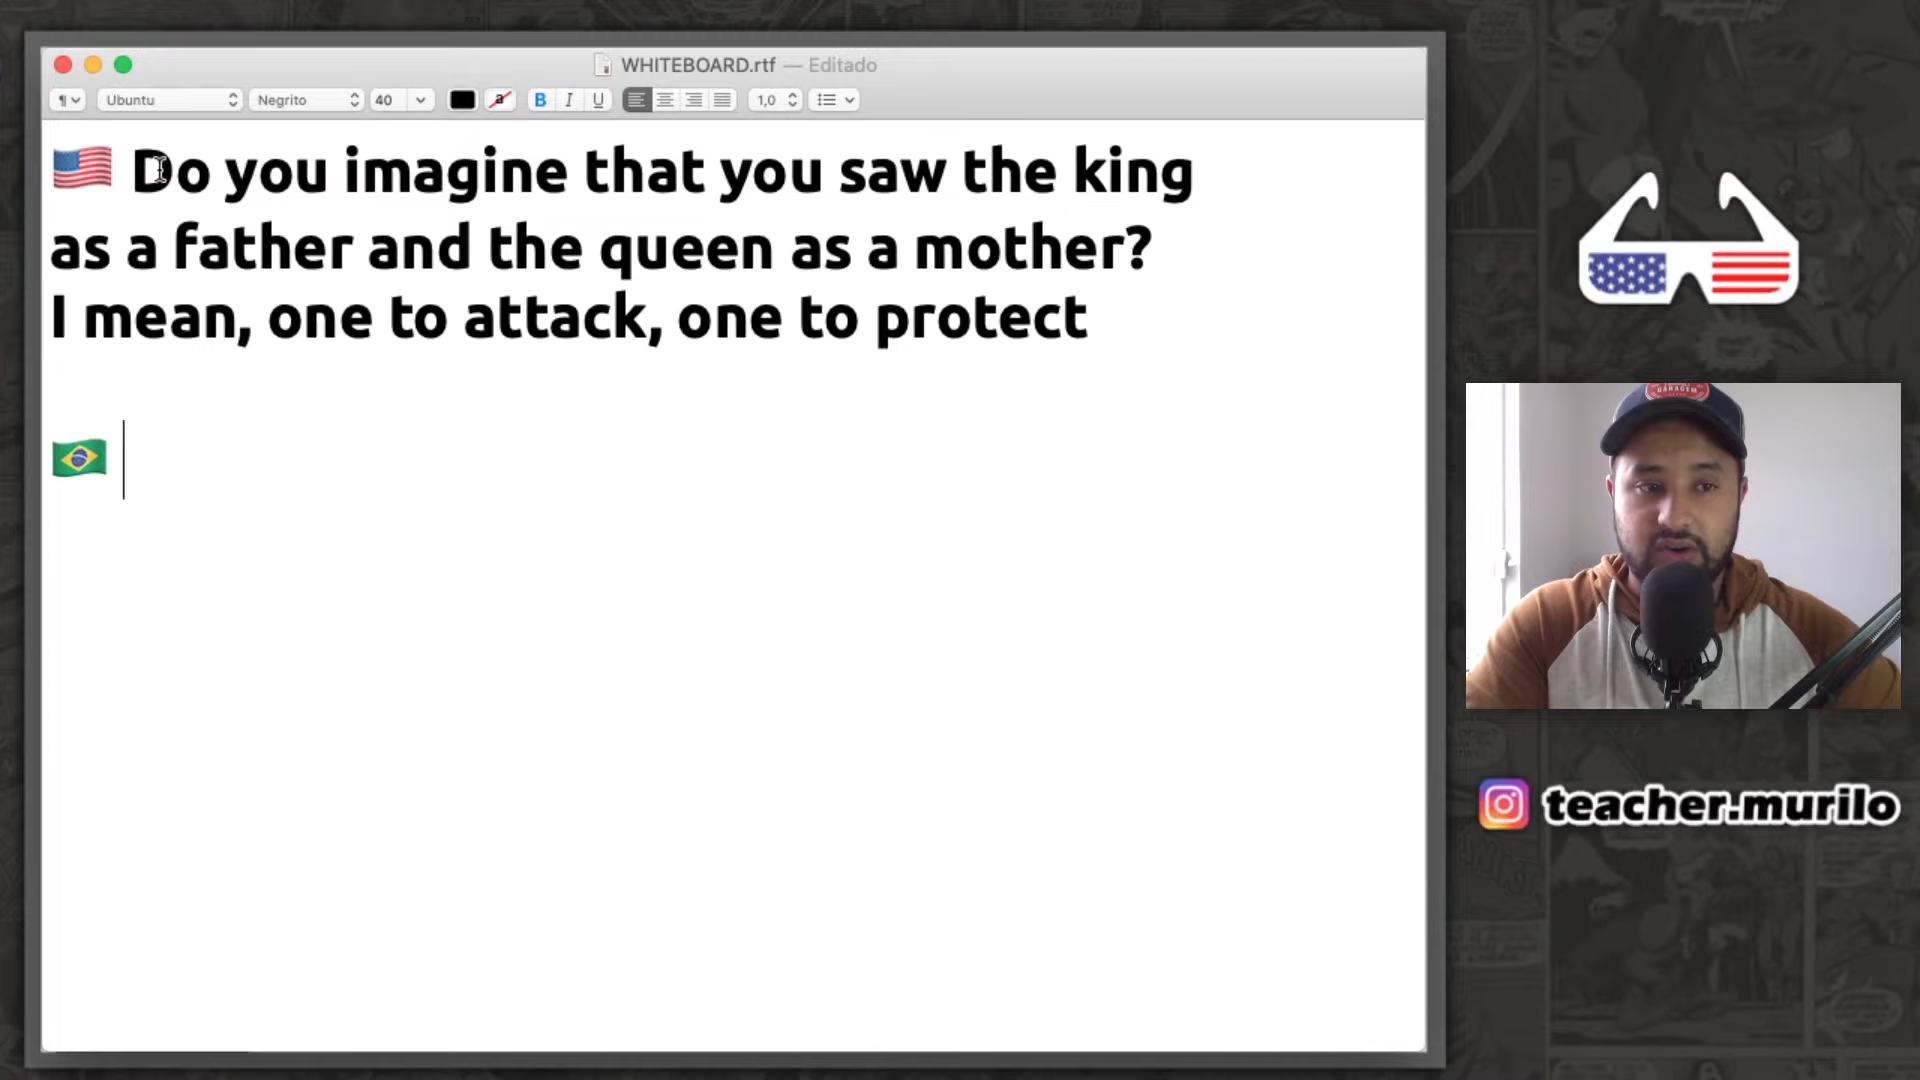 WHITEBOARD.rtf — Editado
Ubuntu Negrito 40 B I U 1,0
🇺🇸 Do you imagine that you saw the king
as a father and the queen as a mother?
I mean, one to attack, one to protect
🇧🇷
GARAGEM
teacher.murilo